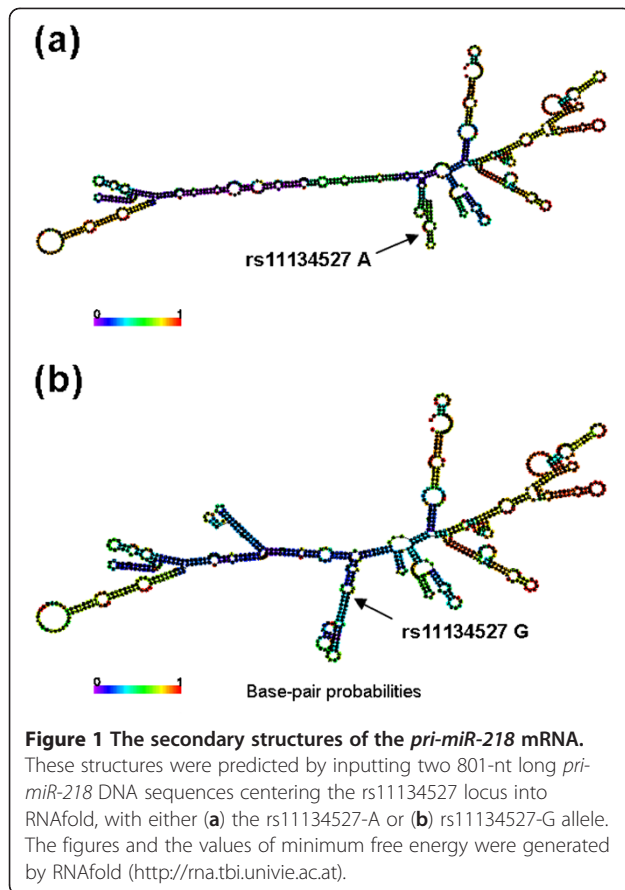 (a)
rs11134527 A
0 1
(b)
rs11134527 G
0 1
Base-pair probabilities
Figure 1 The secondary structures of the pri-miR-218 mRNA.
These structures were predicted by inputting two 801-nt long pri-
miR-218 DNA sequences centering the rs11134527 locus into
RNAfold, with either (a) the rs11134527-A or (b) rs11134527-G allele.
The figures and the values of minimum free energy were generated
by RNAfold (http://rna.tbi.univie.ac.at).